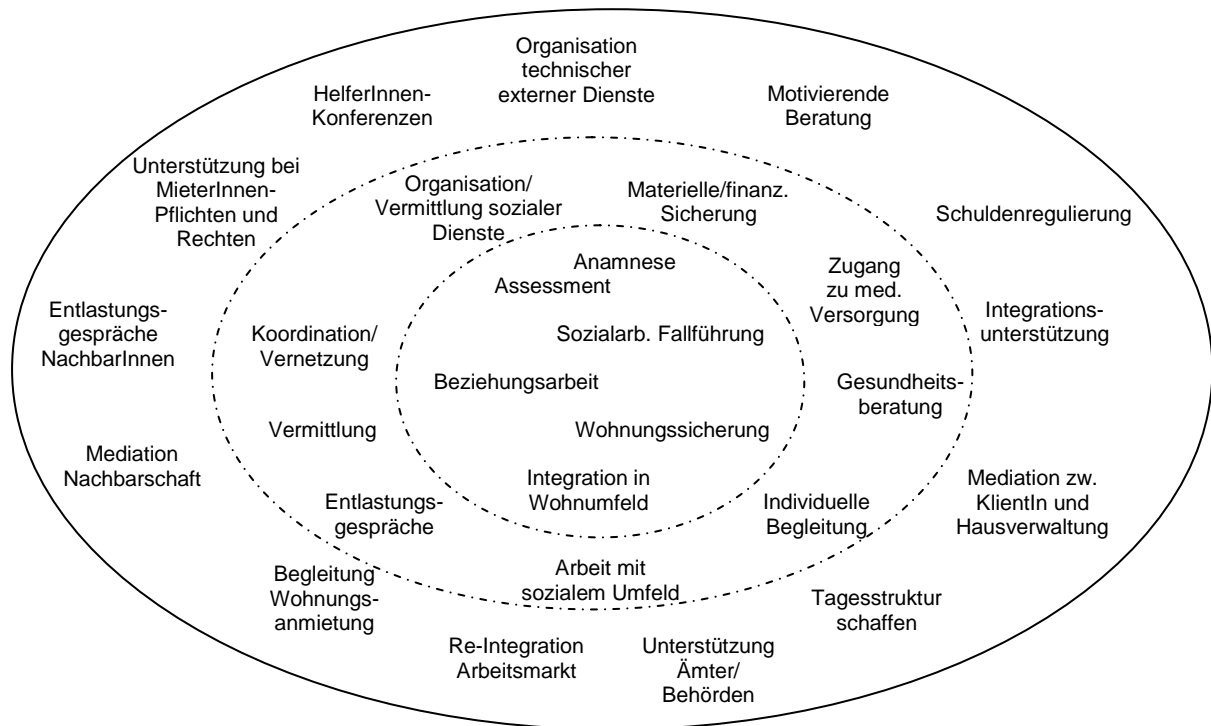 Organisation
technischer
externer Dienste
HelferInnen-
Konferenzen
Motivierende
Beratung
Unterstützung bei
MieterInnen-
Pflichten und
Rechten
Organisation/
Vermittlung sozialer
Dienste
Materielle/finanz.
Sicherung
Schuldenregulierung
Anamnese
Assessment
Zugang
zu med.
Versorgung
Entlastungs-
gespräche
NachbarInnen
Koordination/
Vernetzung
Sozialarb. Fallführung
Integrations-
unterstützung
Beziehungsarbeit
Gesundheits-
beratung
Vermittlung
Wohnungssicherung
Mediation
Nachbarschaft
Integration in
Wohnumfeld
Entlastungs-
gespräche
Individuelle
Begleitung
Mediation zw.
KlientIn und
Hausverwaltung
Begleitung
Wohnungs-
anmietung
Arbeit mit
sozialem Umfeld
Tagesstruktur
schaffen
Re-Integration
Arbeitsmarkt
Unterstützung
Ämter/
Behörden